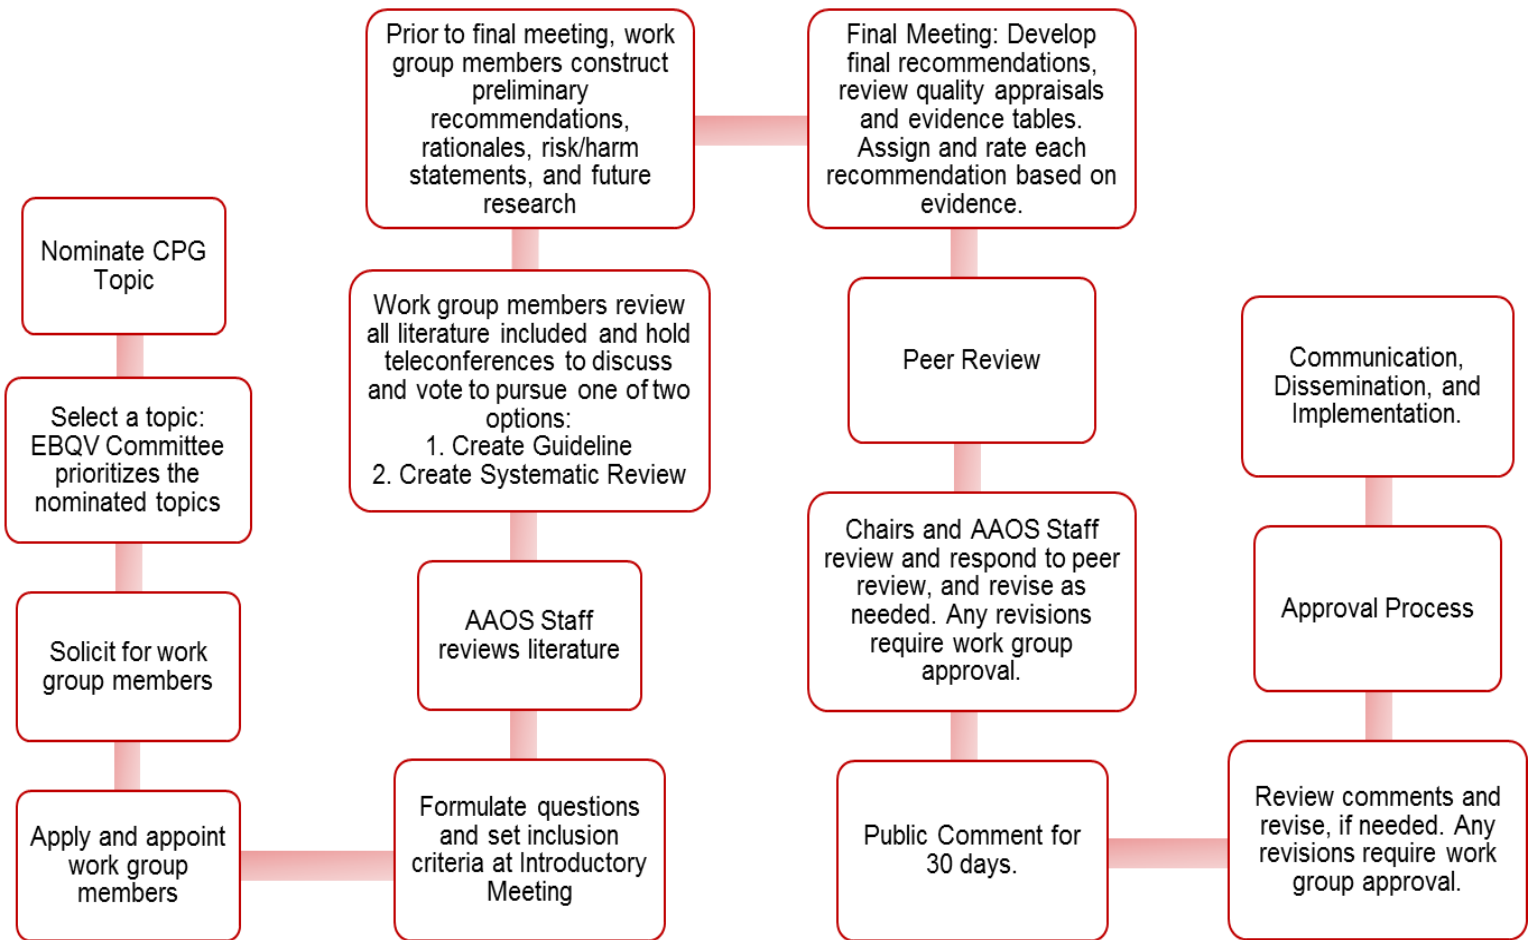 Nominate CPG
Topic
Select a topic:
EBQV Committee
prioritizes the
nominated topics
Solicit for work
group members
Apply and appoint
work group
members
Formulate questions
and set inclusion
criteria at Introductory
Meeting
AAOS Staff
reviews literature
Work group members review
all literature included and hold
teleconferences to discuss
and vote to pursue one of two
options:
1. Create Guideline
2. Create Systematic Review
Prior to final meeting, work
group members construct
preliminary
recommendations,
rationales, risk/harm
statements, and future
research
Final Meeting: Develop
final recommendations,
review quality appraisals
and evidence tables.
Assign and rate each
recommendation based on
evidence.
Peer Review
Chairs and AAOS Staff
review and respond to peer
review, and revise as
needed. Any revisions
require work group
approval.
Public Comment for
30 days.
Review comments and
revise, if needed. Any
revisions require work
group approval.
Approval Process
Communication,
Dissemination, and
Implementation.